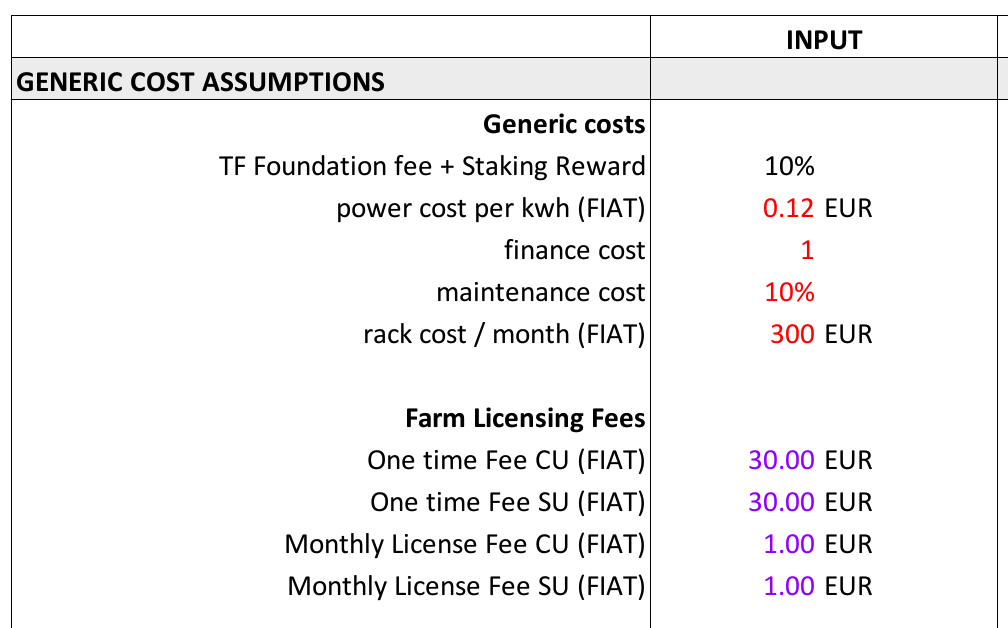 INPUT
GENERIC COST ASSUMPTIONS
Generic costs
TF Foundation fee + Staking Reward 10%
power cost per kwh (FIAT) 0.12 EUR
finance cost 1
maintenance cost 10%
rack cost / month (FIAT) 300 EUR
Farm Licensing Fees
One time Fee CU (FIAT) 30.00 EUR
One time Fee SU (FIAT) 30.00 EUR
Monthly License Fee CU (FIAT) 1.00 EUR
Monthly License Fee SU (FIAT) 1.00 EUR